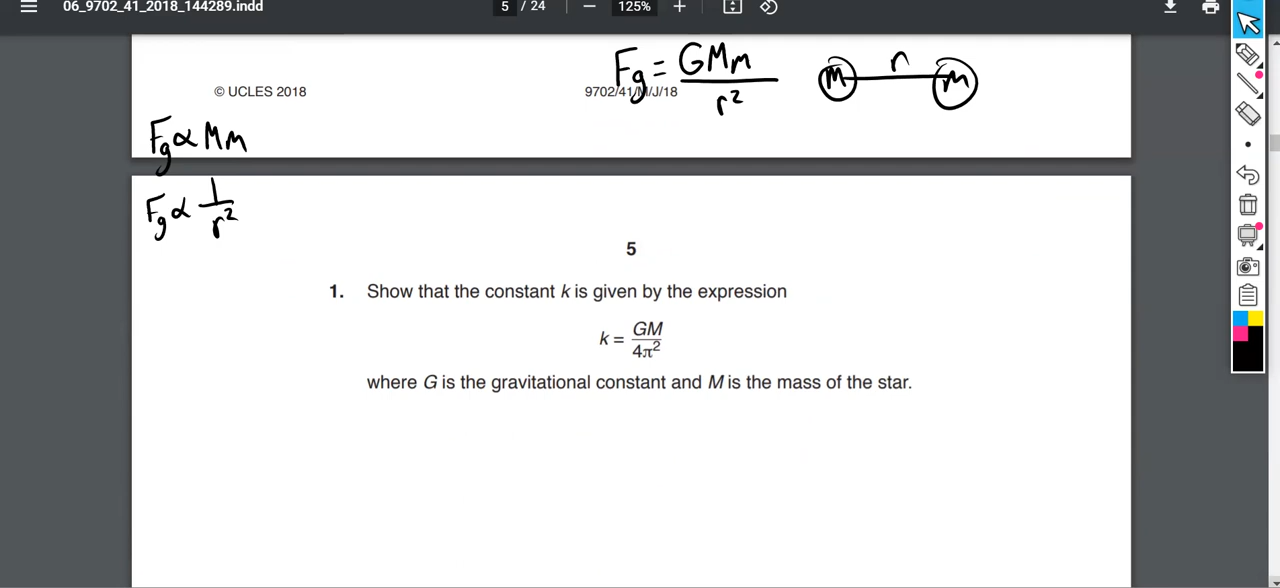 06_9702_41_2018_144289.indd
5 / 24
125%
Fg = GMm / r²
M r m
© UCLES 2018
9702/41/M/J/18
Fg ∝ Mm
Fg ∝ 1 / r²
5
1. Show that the constant k is given by the expression
k = GM / 4π²
where G is the gravitational constant and M is the mass of the star.